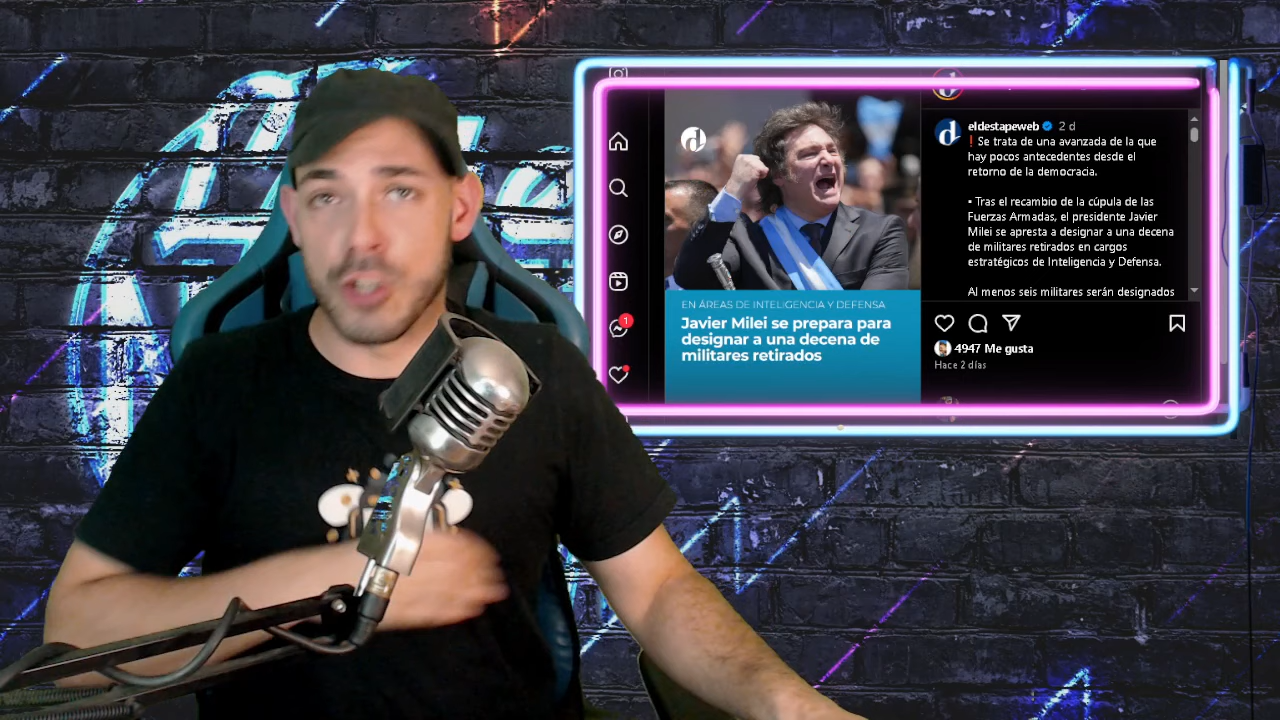 eldestapeweb 2 d
❗Se trata de una avanzada de la que
hay pocos antecedentes desde el
retorno de la democracia.
• Tras el recambio de la cúpula de las
Fuerzas Armadas, el presidente Javier
Milei se apresta a designar a una decena
de militares retirados en cargos
estratégicos de Inteligencia y Defensa.
Al menos seis militares serán designados
EN ÁREAS DE INTELIGENCIA Y DEFENSA
Javier Milei se prepara para
designar a una decena de
militares retirados
1
4947 Me gusta
Hace 2 días